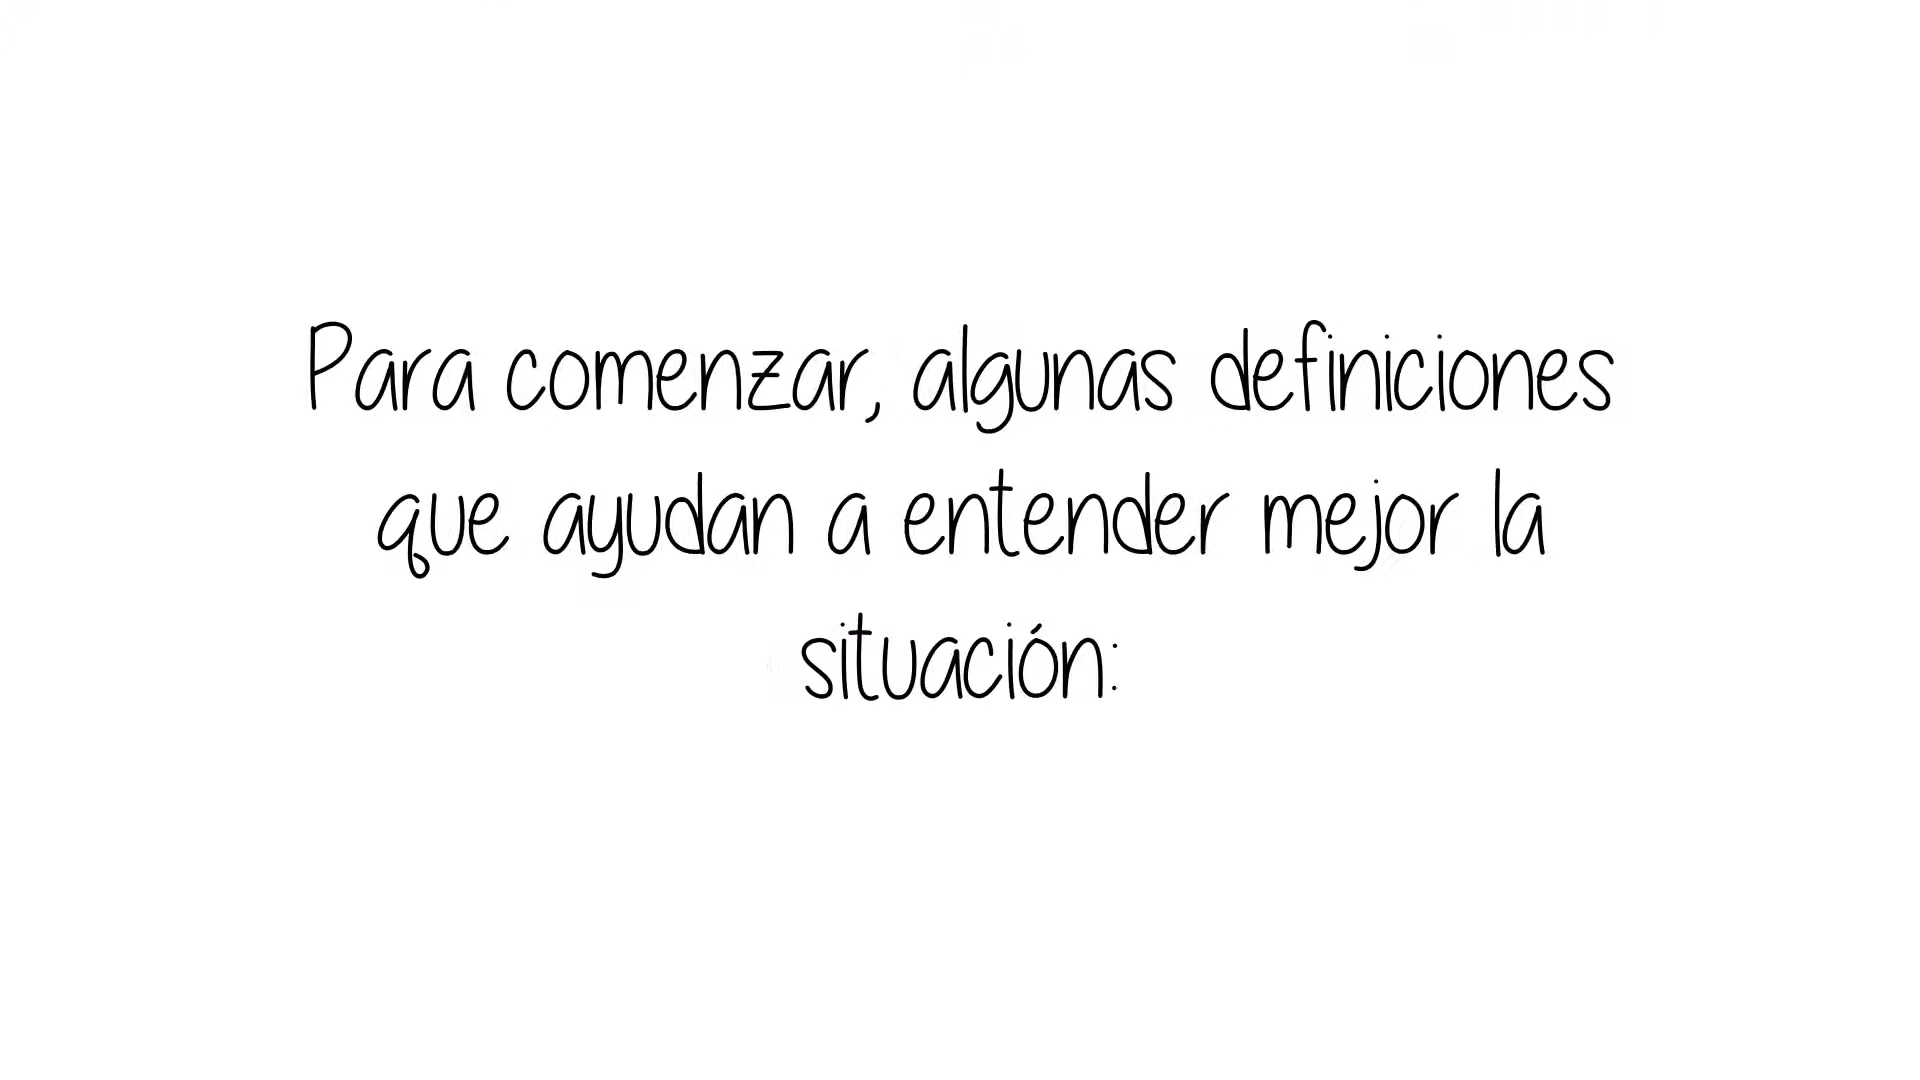 Para comenzar, algunas definiciones
que ayudan a entender mejor la
situación: